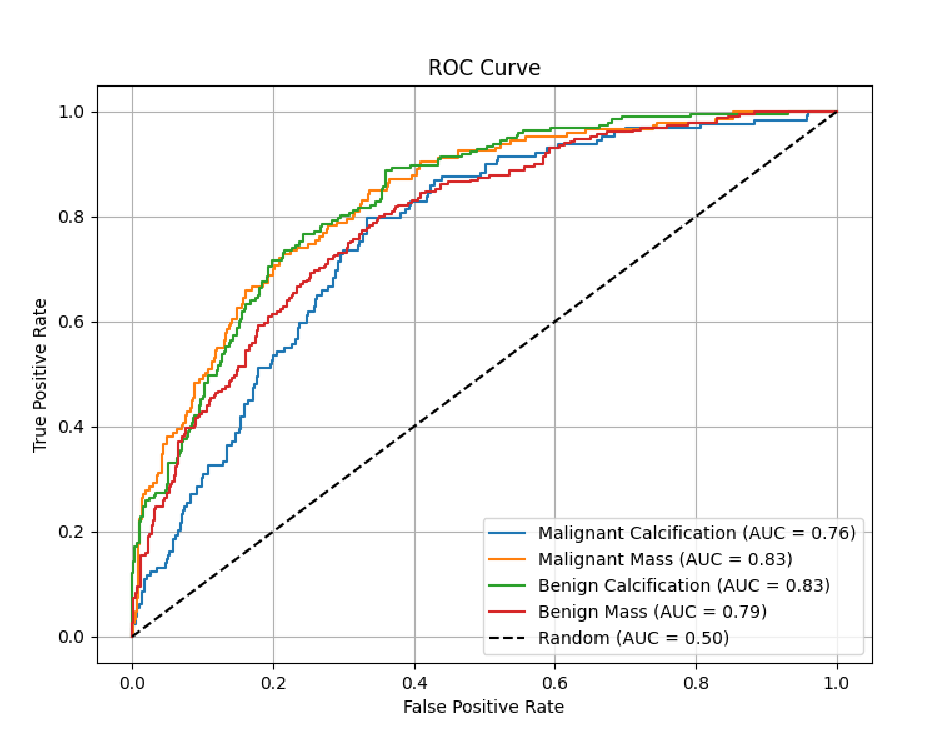 ROC Curve
True Positive Rate
1.0
0.8
0.6
0.4
0.2
0.0
Malignant Calcification (AUC = 0.76)
Malignant Mass (AUC = 0.83)
Benign Calcification (AUC = 0.83)
Benign Mass (AUC = 0.79)
Random (AUC = 0.50)
0.0 0.2 0.4 0.6 0.8 1.0
False Positive Rate